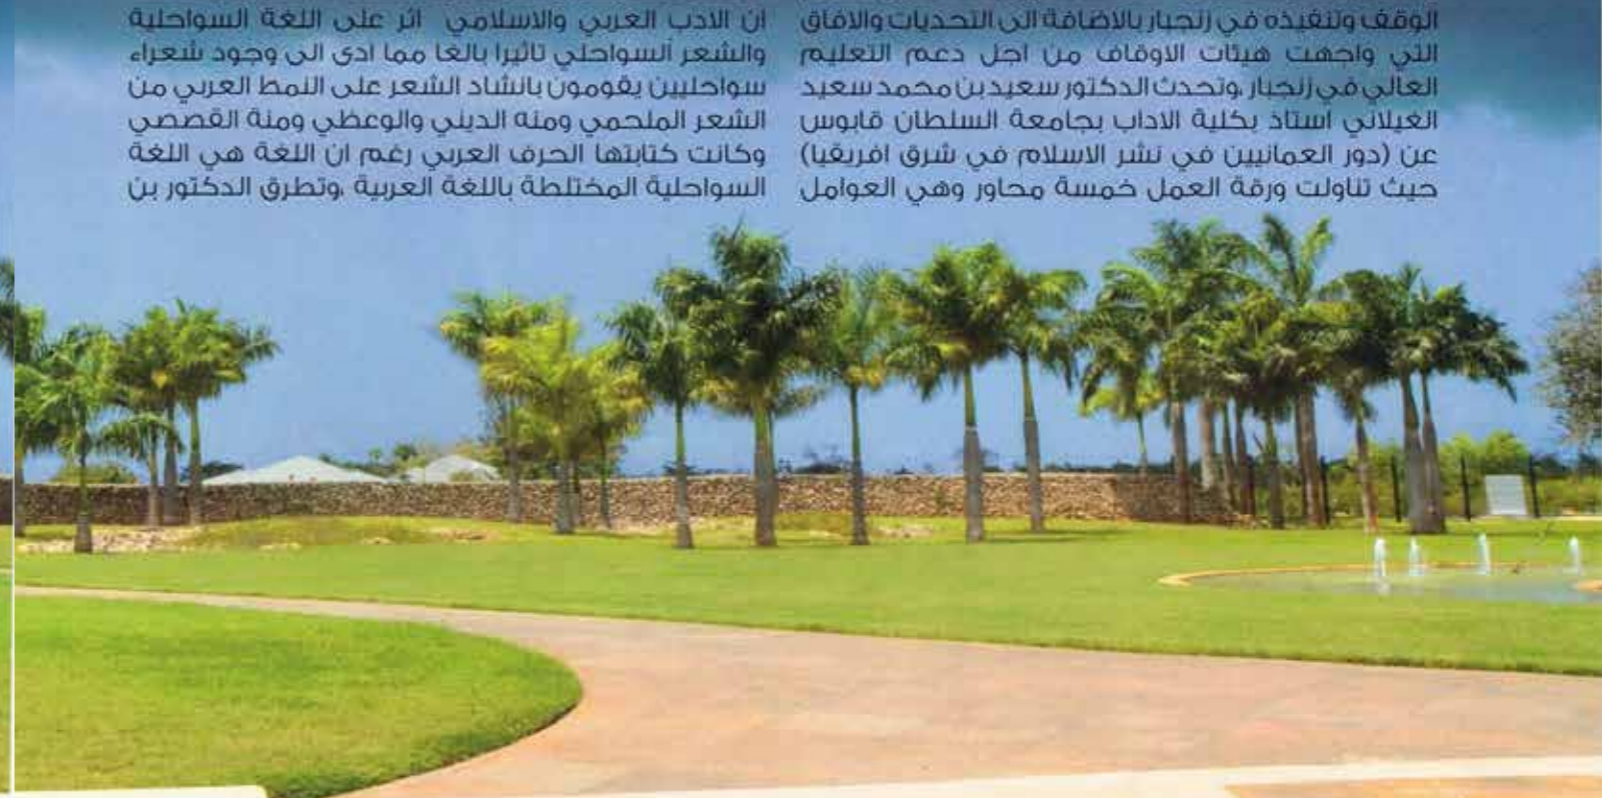 الوقف وتنفيذه في زنجبار بالاضافة الى التحديات والافاق
التي واجهت هيئات الاوقاف من اجل دعم التعليم
العالي في زنجبار ,وتحدث الدكتور سعيد بن محمد سعيد
الغيلاني استاذ بكلية الاداب بجامعة السلطان قابوس
عن (دور العمانيين في نشر الاسلام في شرق افريقيا)
حيث تناولت ورقة العمل خمسة محاور وهي العوامل
ان الادب العربي والاسلامي اثر على اللغة السواحلية
والشعر السواحلي تاثيرا بالغا مما ادى الى وجود شعراء
سواحليين يقومون بانشاد الشعر على النمط العربي من
الشعر الملحمي ومنه الديني والوعظي ومنة القصصي
وكانت كتابتها الحرف العربي رغم ان اللغة هي اللغة
السواحلية المختلطة باللغة العربية ,وتطرق الدكتور بن